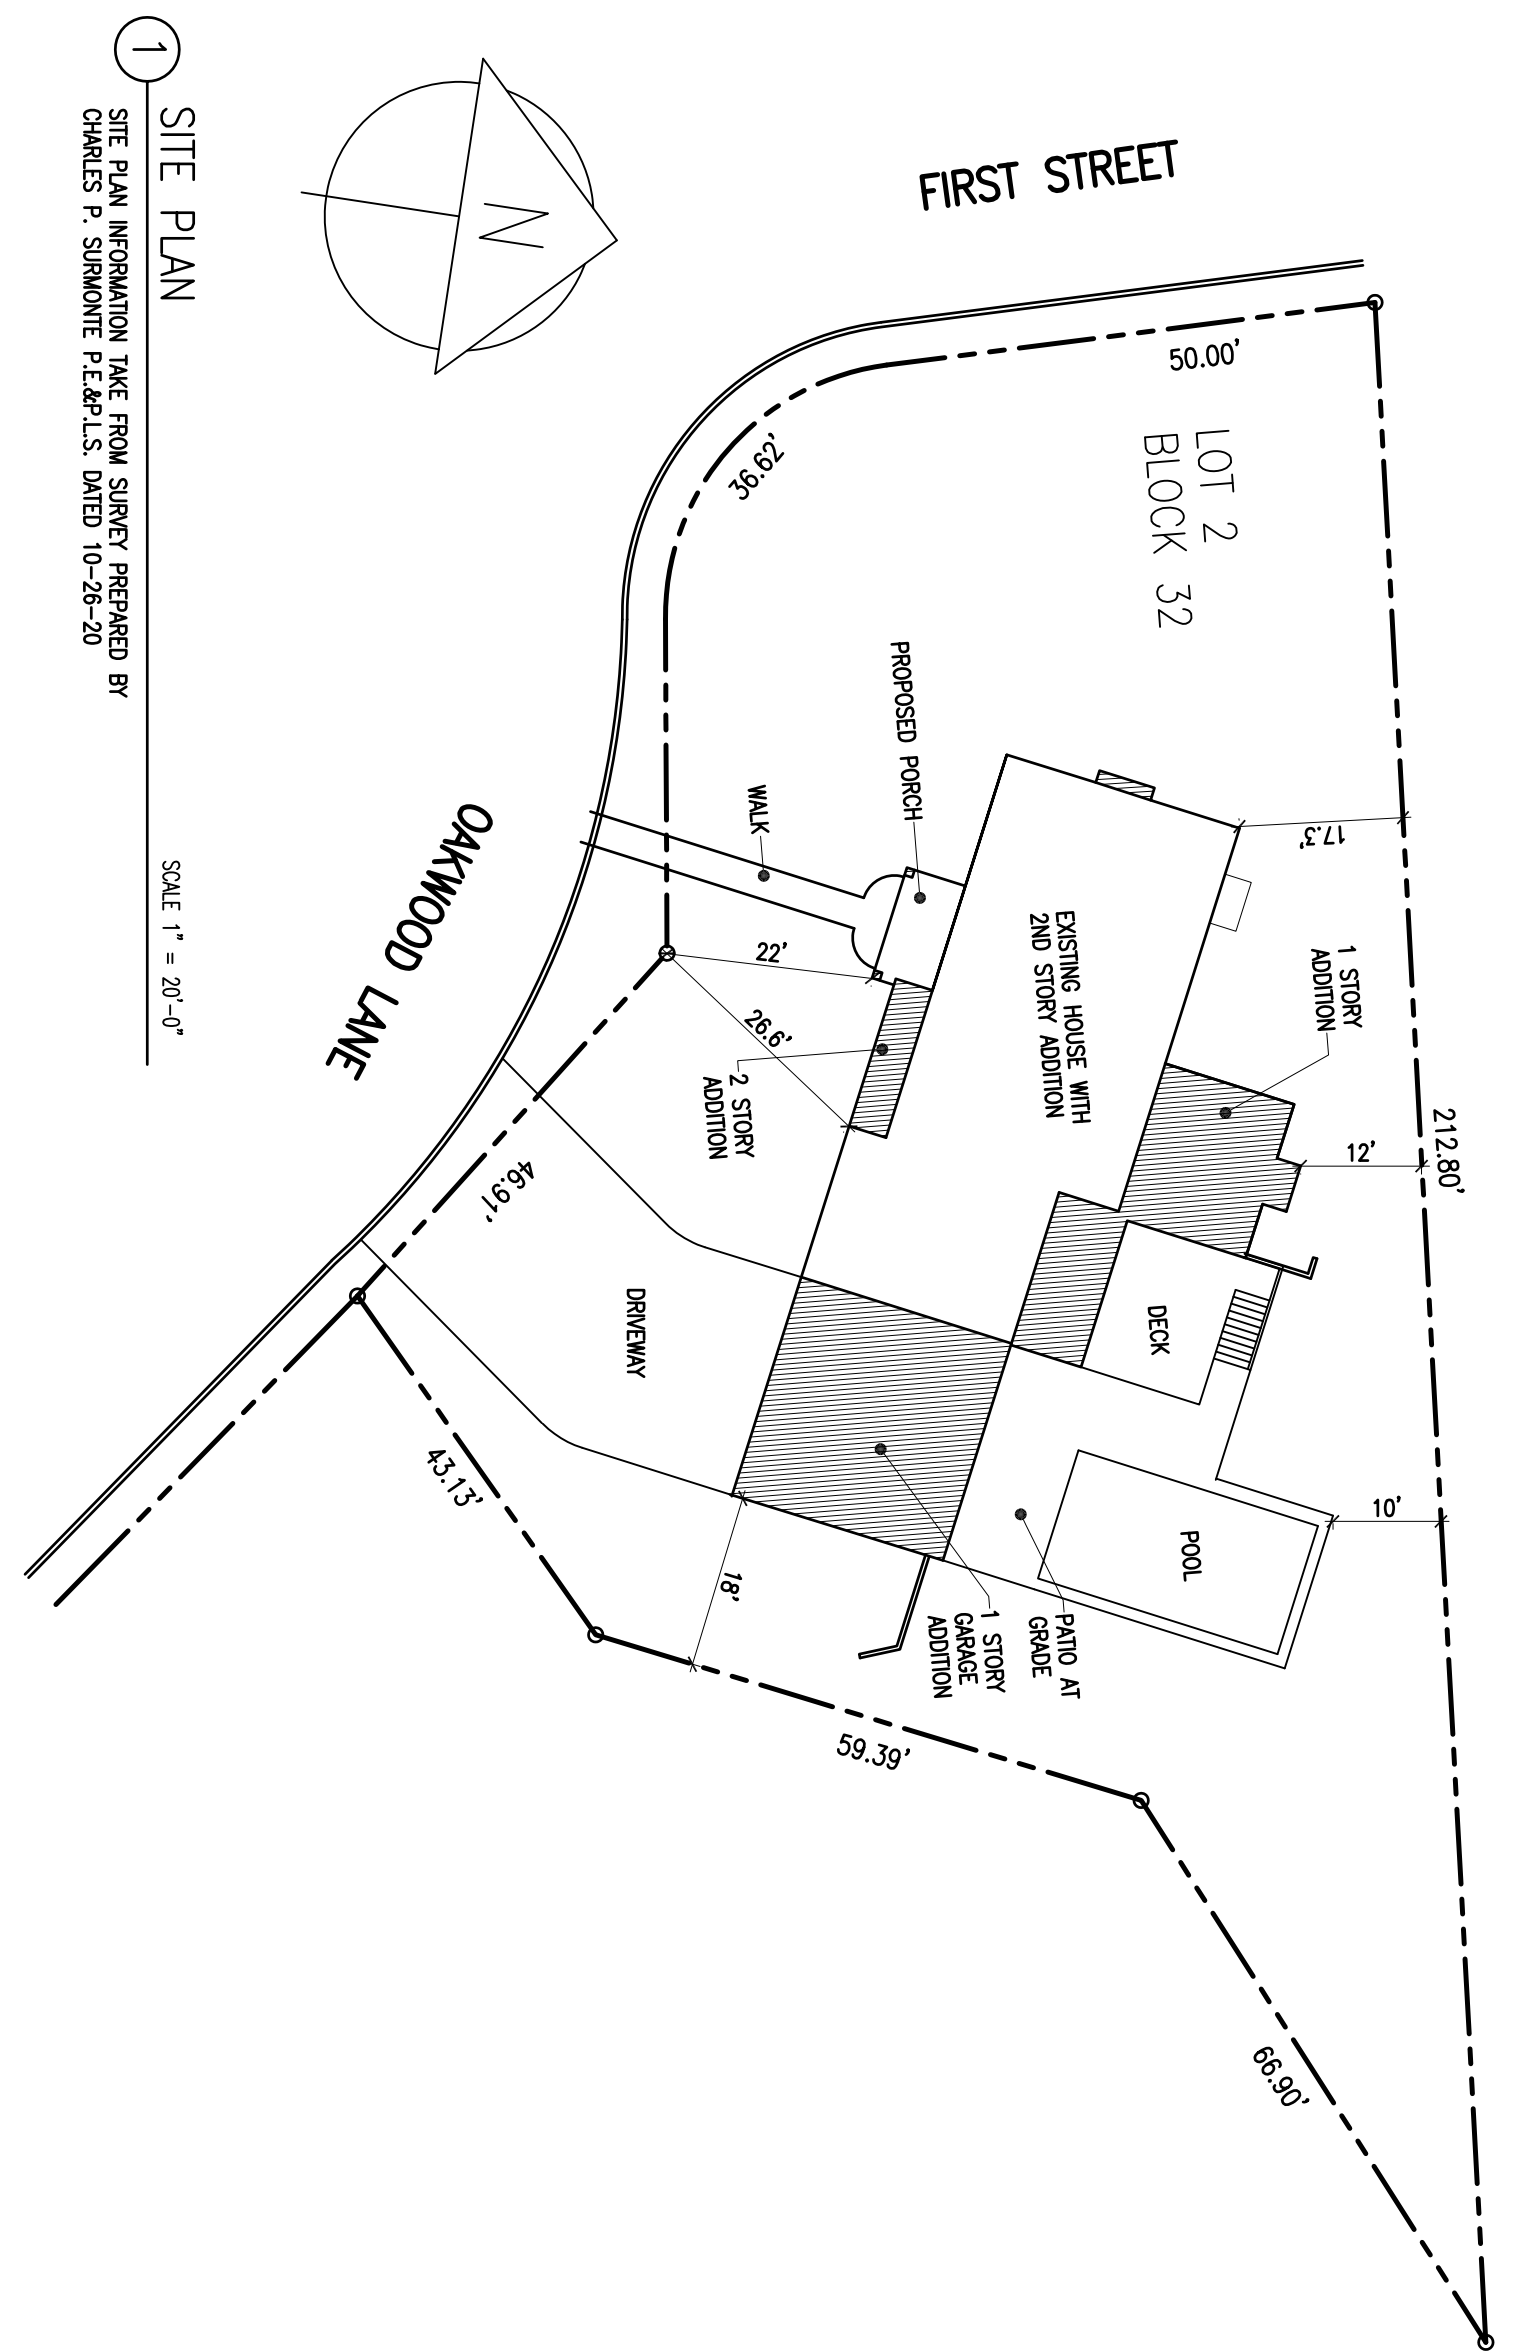 FIRST STREET
50.00'
36.62'
LOT 2
BLOCK 32
212.80'
17.3'
12'
10'
1 STORY
ADDITION
EXISTING HOUSE WITH
2ND STORY ADDITION
PROPOSED PORCH
WALK
22'
26.6'
2 STORY
ADDITION
DECK
POOL
PATIO AT
GRADE
1 STORY
GARAGE
ADDITION
DRIVEWAY
18'
46.91'
43.13'
59.39'
66.90'
OAKWOOD LANE
N
1
SITE PLAN
SCALE 1" = 20'-0"
SITE PLAN INFORMATION TAKE FROM SURVEY PREPARED BY
CHARLES P. SURMONTE P.E.&P.L.S. DATED 10-26-20